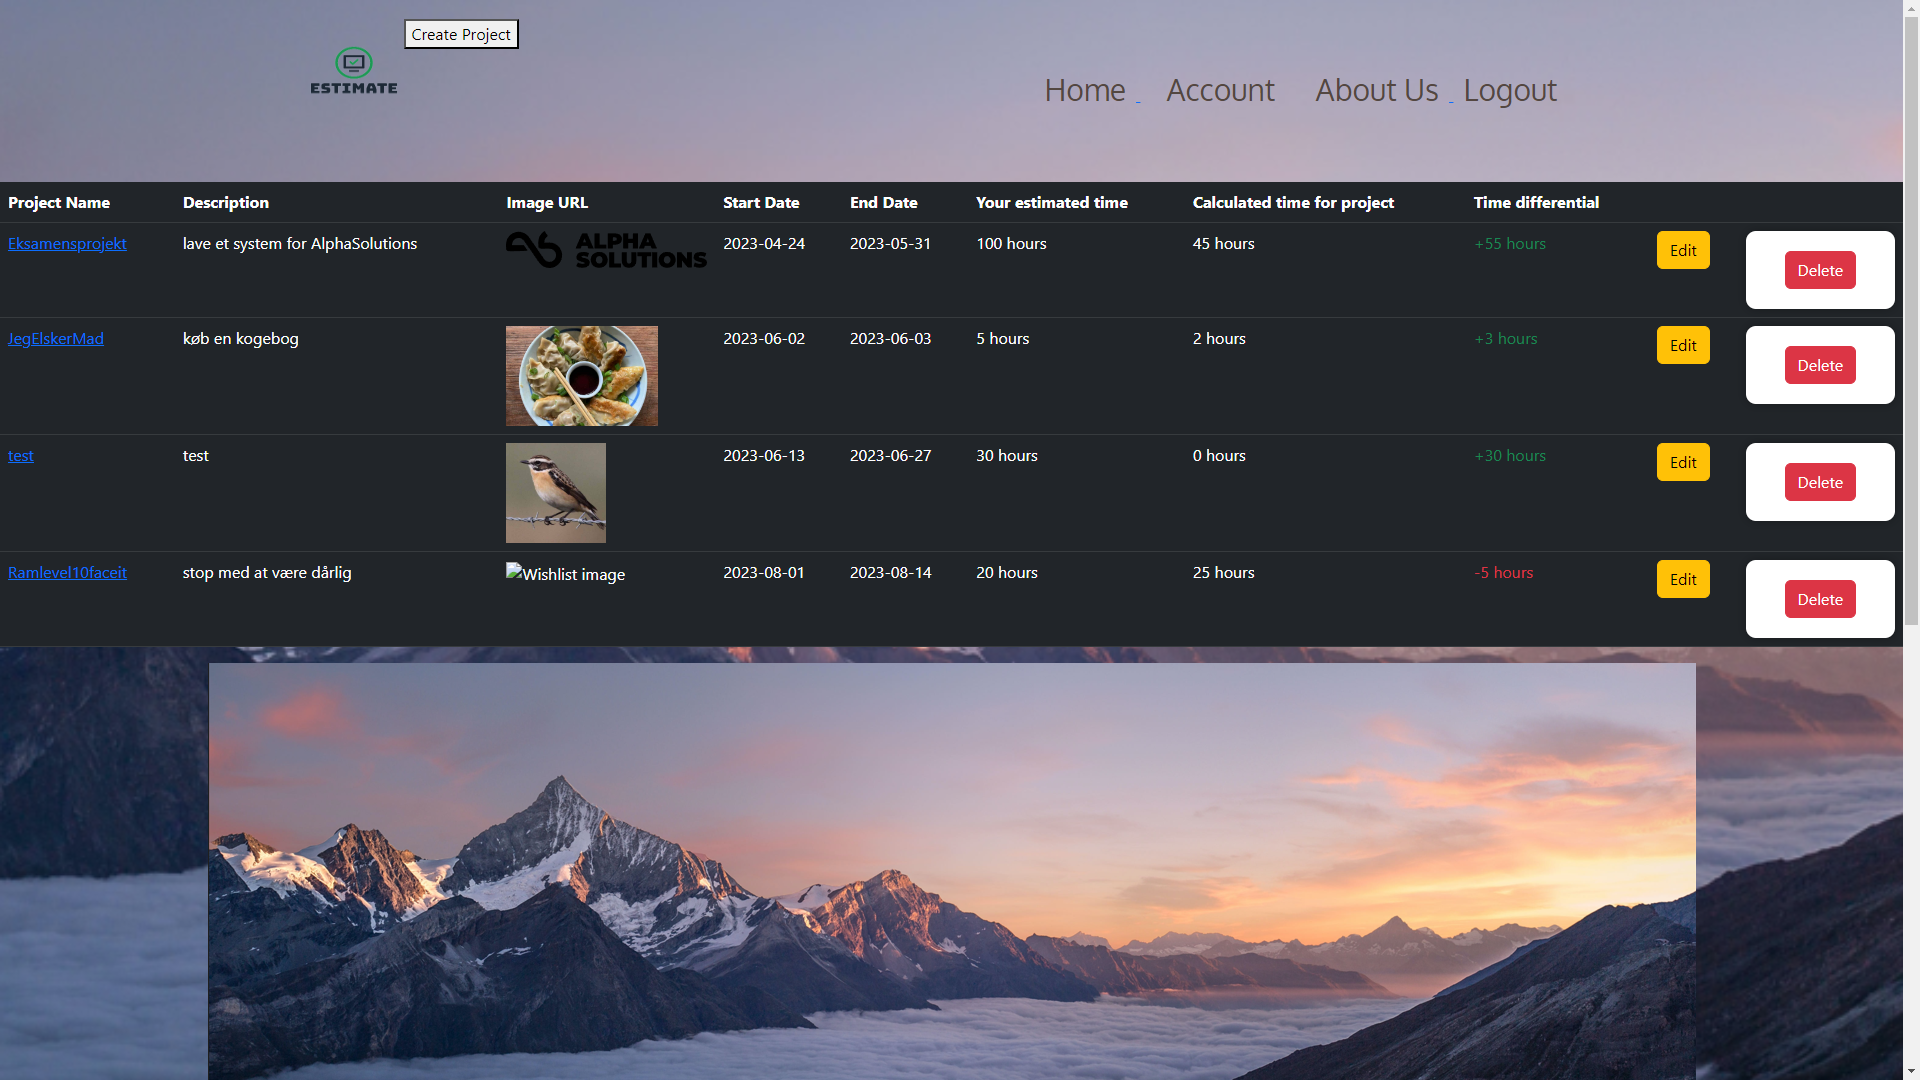 Create Project
ESTIMATE
Home Account About Us Logout
Project Name Description Image URL Start Date End Date Your estimated time Calculated time for project Time differential
Eksamensprojekt lave et system for AlphaSolutions ALPHA SOLUTIONS 2023-04-24 2023-05-31 100 hours 45 hours +55 hours Edit Delete
JegElskerMad køb en kogebog 2023-06-02 2023-06-03 5 hours 2 hours +3 hours Edit Delete
test test 2023-06-13 2023-06-27 30 hours 0 hours +30 hours Edit Delete
Ramlevel10faceit stop med at være dårlig Wishlist image 2023-08-01 2023-08-14 20 hours 25 hours -5 hours Edit Delete